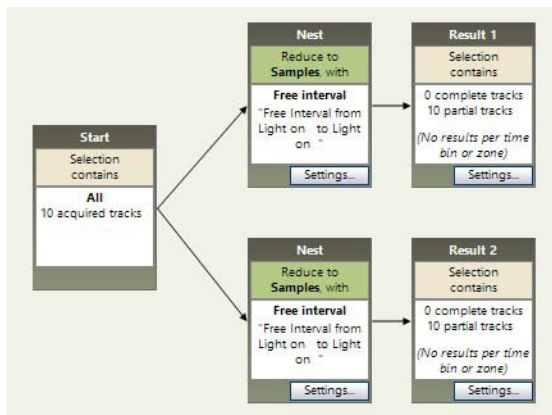 Start
Selection
contains
All
10 acquired tracks
Nest
Reduce to
Samples, with
Free interval
"Free Interval from
Light on   to Light
on   "
Settings...
Result 1
Selection
contains
0 complete tracks
10 partial tracks
(No results per time
bin or zone)
Settings...
Nest
Reduce to
Samples, with
Free interval
"Free Interval from
Light on   to Light
on   "
Settings...
Result 2
Selection
contains
0 complete tracks
10 partial tracks
(No results per time
bin or zone)
Settings...